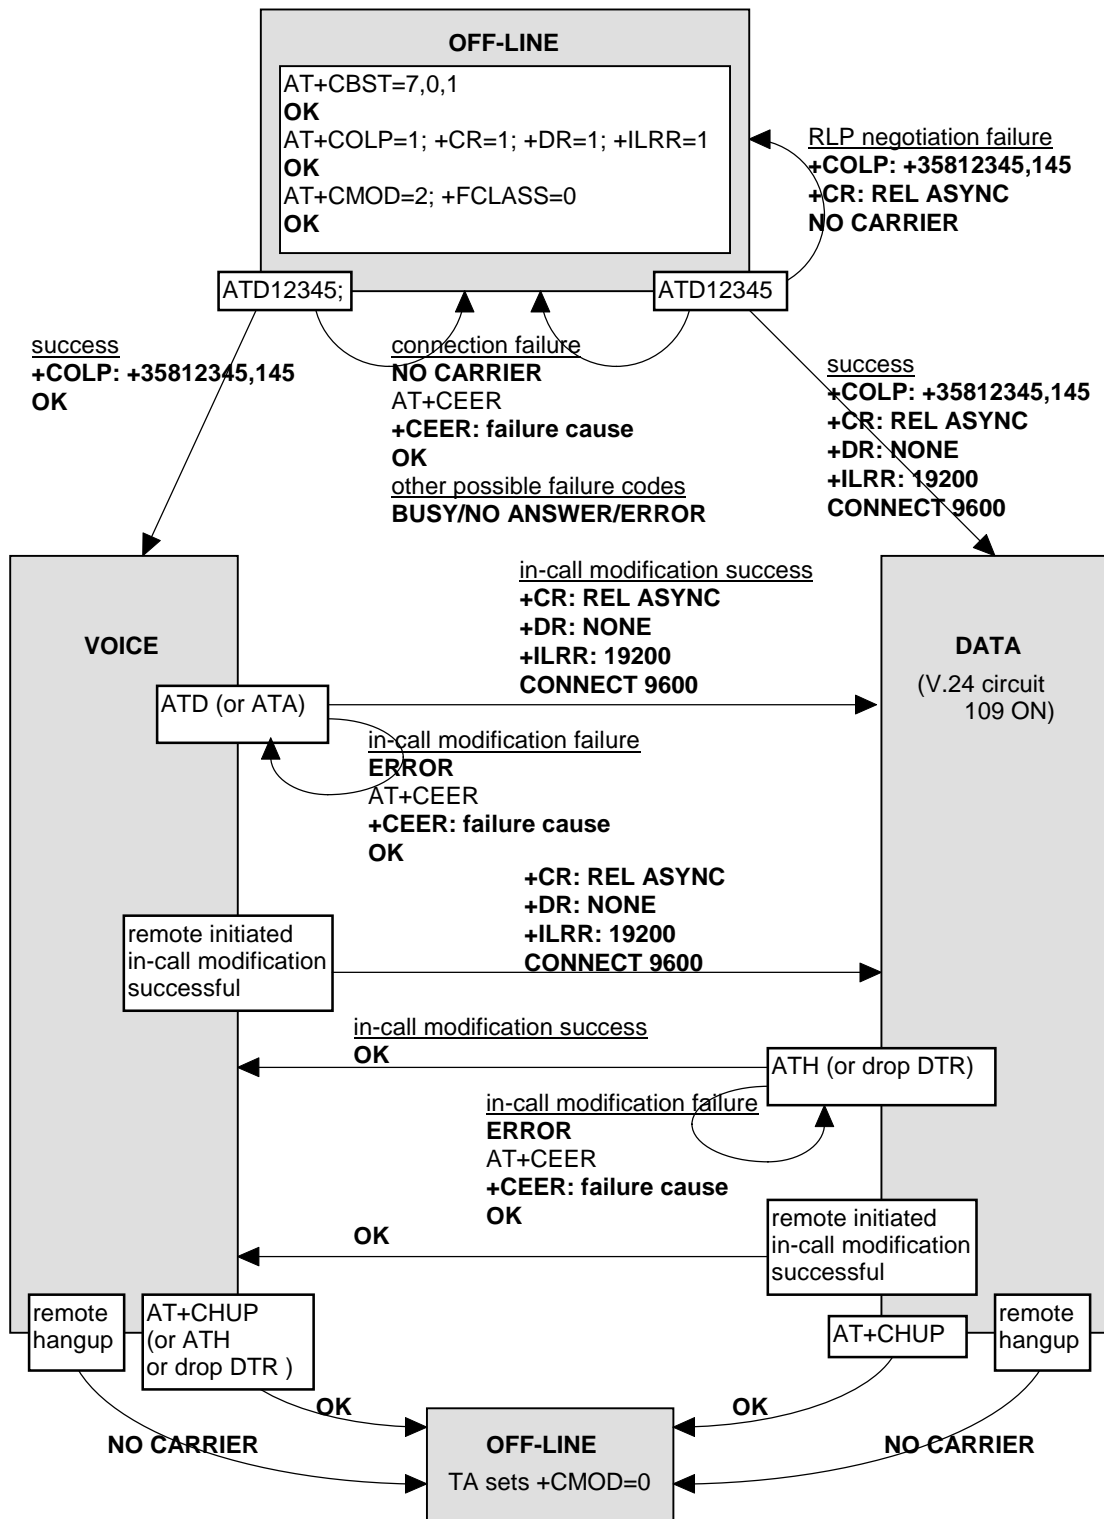 OFF-LINE
AT+CBST=7,0,1
OK
AT+COLP=1; +CR=1; +DR=1; +ILRR=1
OK
AT+CMOD=2; +FCLASS=0
OK
RLP negotiation failure
+COLP: +35812345,145
+CR: REL ASYNC
NO CARRIER
ATD12345;
ATD12345
success
+COLP: +35812345,145
OK
connection failure
NO CARRIER
AT+CEER
+CEER: failure cause
OK
other possible failure codes
BUSY/NO ANSWER/ERROR
success
+COLP: +35812345,145
+CR: REL ASYNC
+DR: NONE
+ILRR: 19200
CONNECT 9600
VOICE
in-call modification success
+CR: REL ASYNC
+DR: NONE
+ILRR: 19200
CONNECT 9600
DATA
(V.24 circuit
109 ON)
ATD (or ATA)
in-call modification failure
ERROR
AT+CEER
+CEER: failure cause
OK
+CR: REL ASYNC
+DR: NONE
+ILRR: 19200
CONNECT 9600
remote initiated
in-call modification
successful
in-call modification success
OK
ATH (or drop DTR)
in-call modification failure
ERROR
AT+CEER
+CEER: failure cause
OK
OK
remote initiated
in-call modification
successful
remote
hangup
AT+CHUP
(or ATH
or drop DTR )
AT+CHUP
remote
hangup
OK
OK
NO CARRIER
NO CARRIER
OFF-LINE
TA sets +CMOD=0